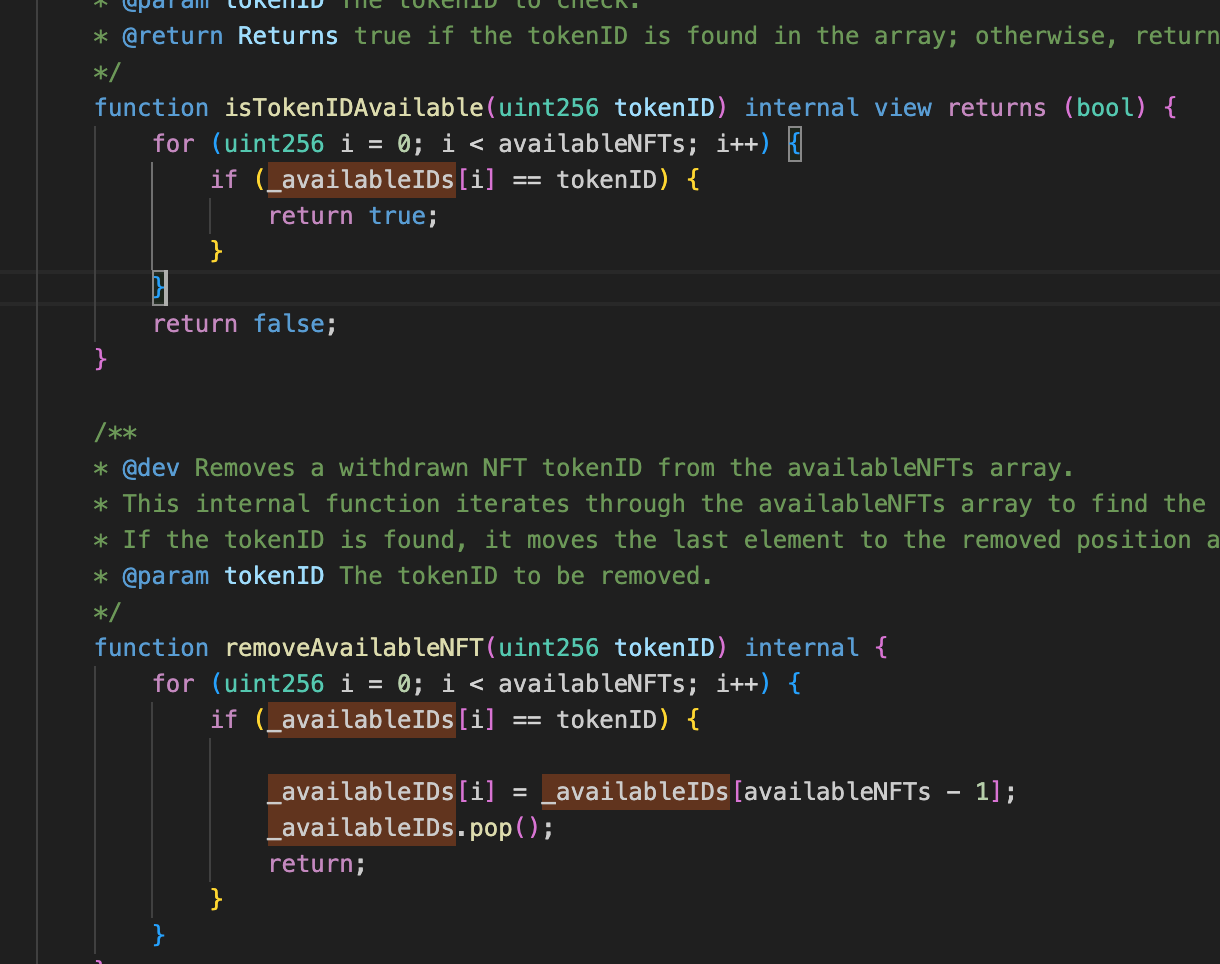 * @param tokenID The tokenID to check.
* @return Returns true if the tokenID is found in the array; otherwise, return
*/
function isTokenIDAvailable(uint256 tokenID) internal view returns (bool) {
for (uint256 i = 0; i < availableNFTs; i++) {
if (_availableIDs[i] == tokenID) {
return true;
}
}
return false;
}
/**
* @dev Removes a withdrawn NFT tokenID from the availableNFTs array.
* This internal function iterates through the availableNFTs array to find the
* If the tokenID is found, it moves the last element to the removed position a
* @param tokenID The tokenID to be removed.
*/
function removeAvailableNFT(uint256 tokenID) internal {
for (uint256 i = 0; i < availableNFTs; i++) {
if (_availableIDs[i] == tokenID) {
_availableIDs[i] = _availableIDs[availableNFTs - 1];
_availableIDs.pop();
return;
}
}
}